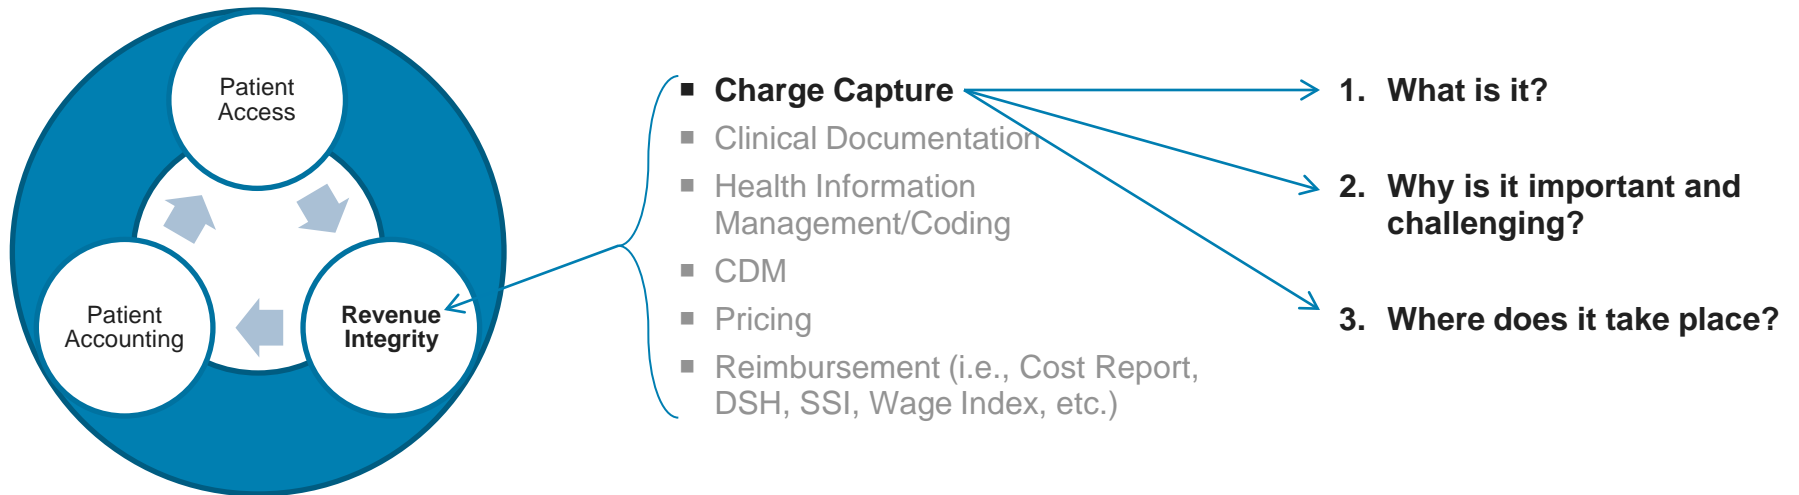 Patient
Access
Patient
Accounting
Revenue
Integrity
■ Charge Capture
■ Clinical Documentation
■ Health Information
Management/Coding
■ CDM
■ Pricing
■ Reimbursement (i.e., Cost Report,
DSH, SSI, Wage Index, etc.)
1. What is it?
2. Why is it important and
challenging?
3. Where does it take place?